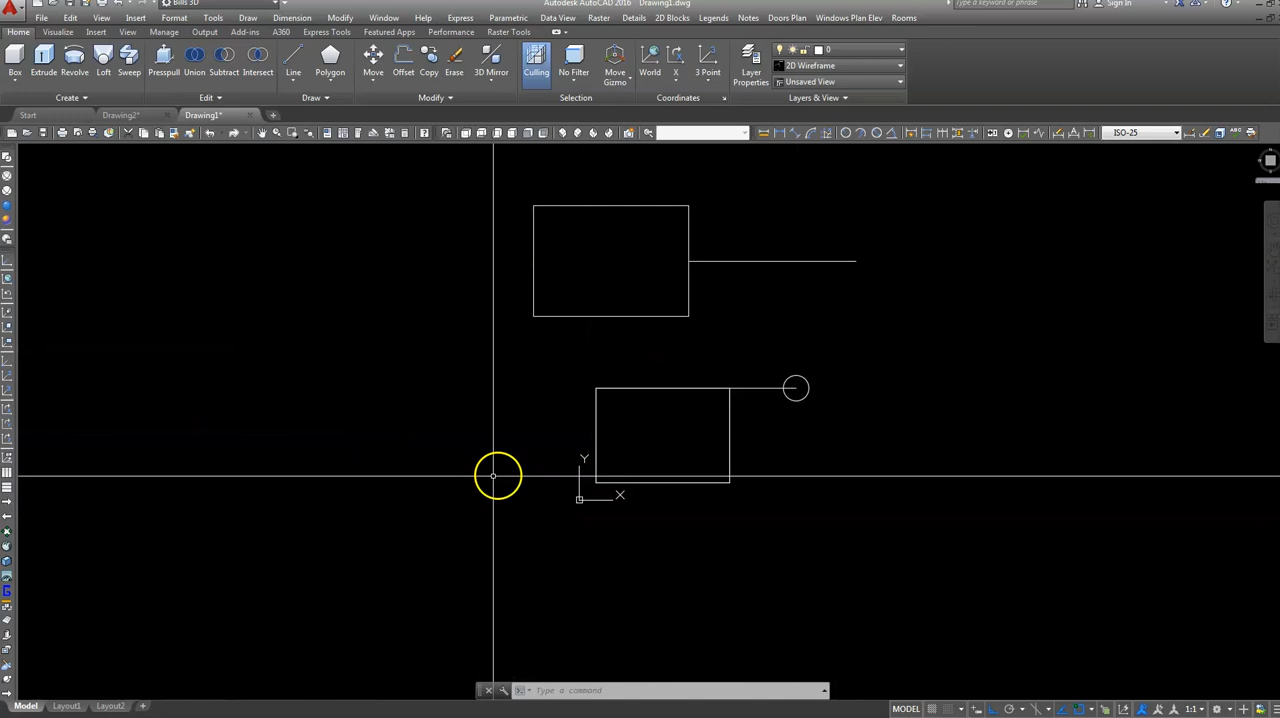 Bills 3D Autodesk AutoCAD 2016 Drawing1.dwg Type a keyword or phrase Sign In
File Edit View Insert Format Tools Draw Dimension Modify Window Help Express Parametric Data View Raster Details 2D Blocks Legends Notes Doors Plan Windows Plan Elev Rooms
Home Visualize Insert View Manage Output Add-ins A360 Express Tools Featured Apps Performance Raster Tools
0
2D Wireframe
Unsaved View
Box Extrude Revolve Loft Sweep Presspull Union Subtract Intersect Line Polygon Move Offset Copy Erase 3D Mirror Culling No Filter Move Gizmo World X 3 Point Layer Properties
Create Edit Draw Modify Selection Coordinates Layers & View
Start Drawing2* Drawing1*
ISO-25
Y
X
Type a command
Model Layout1 Layout2 MODEL 1:1